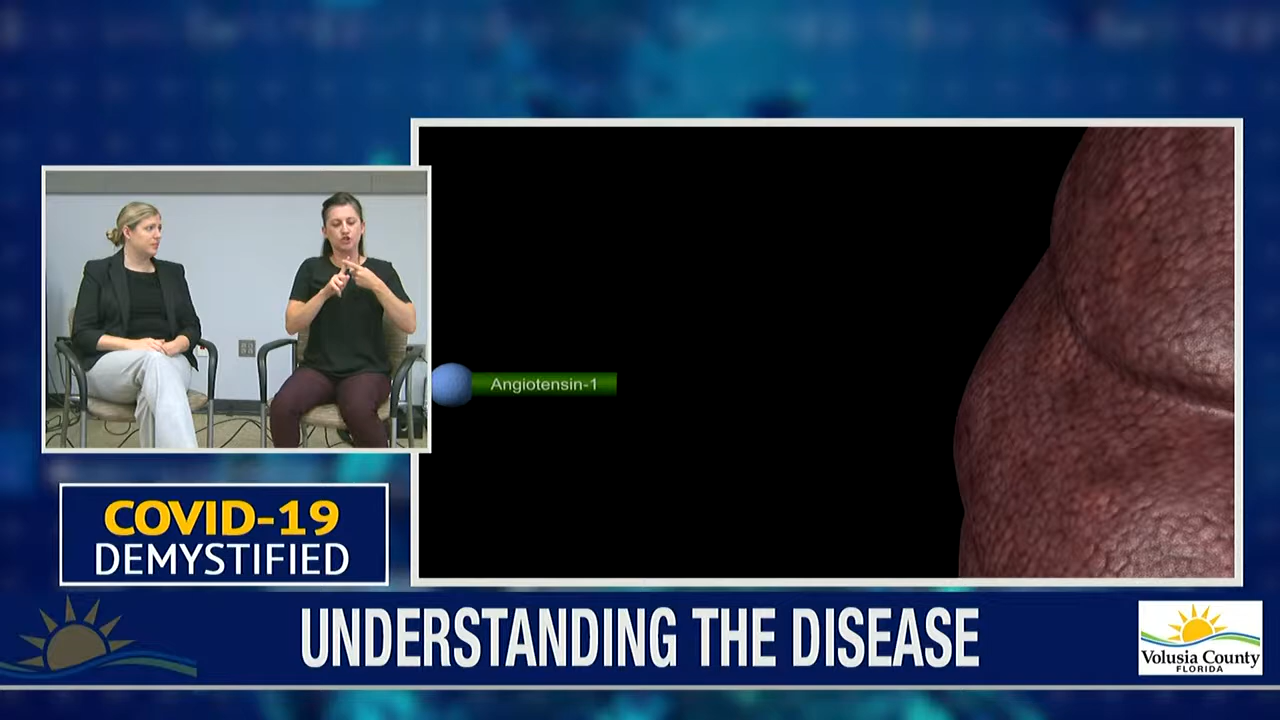 Angiotensin-1
COVID-19
DEMYSTIFIED
UNDERSTANDING THE DISEASE
Volusia County
FLORIDA